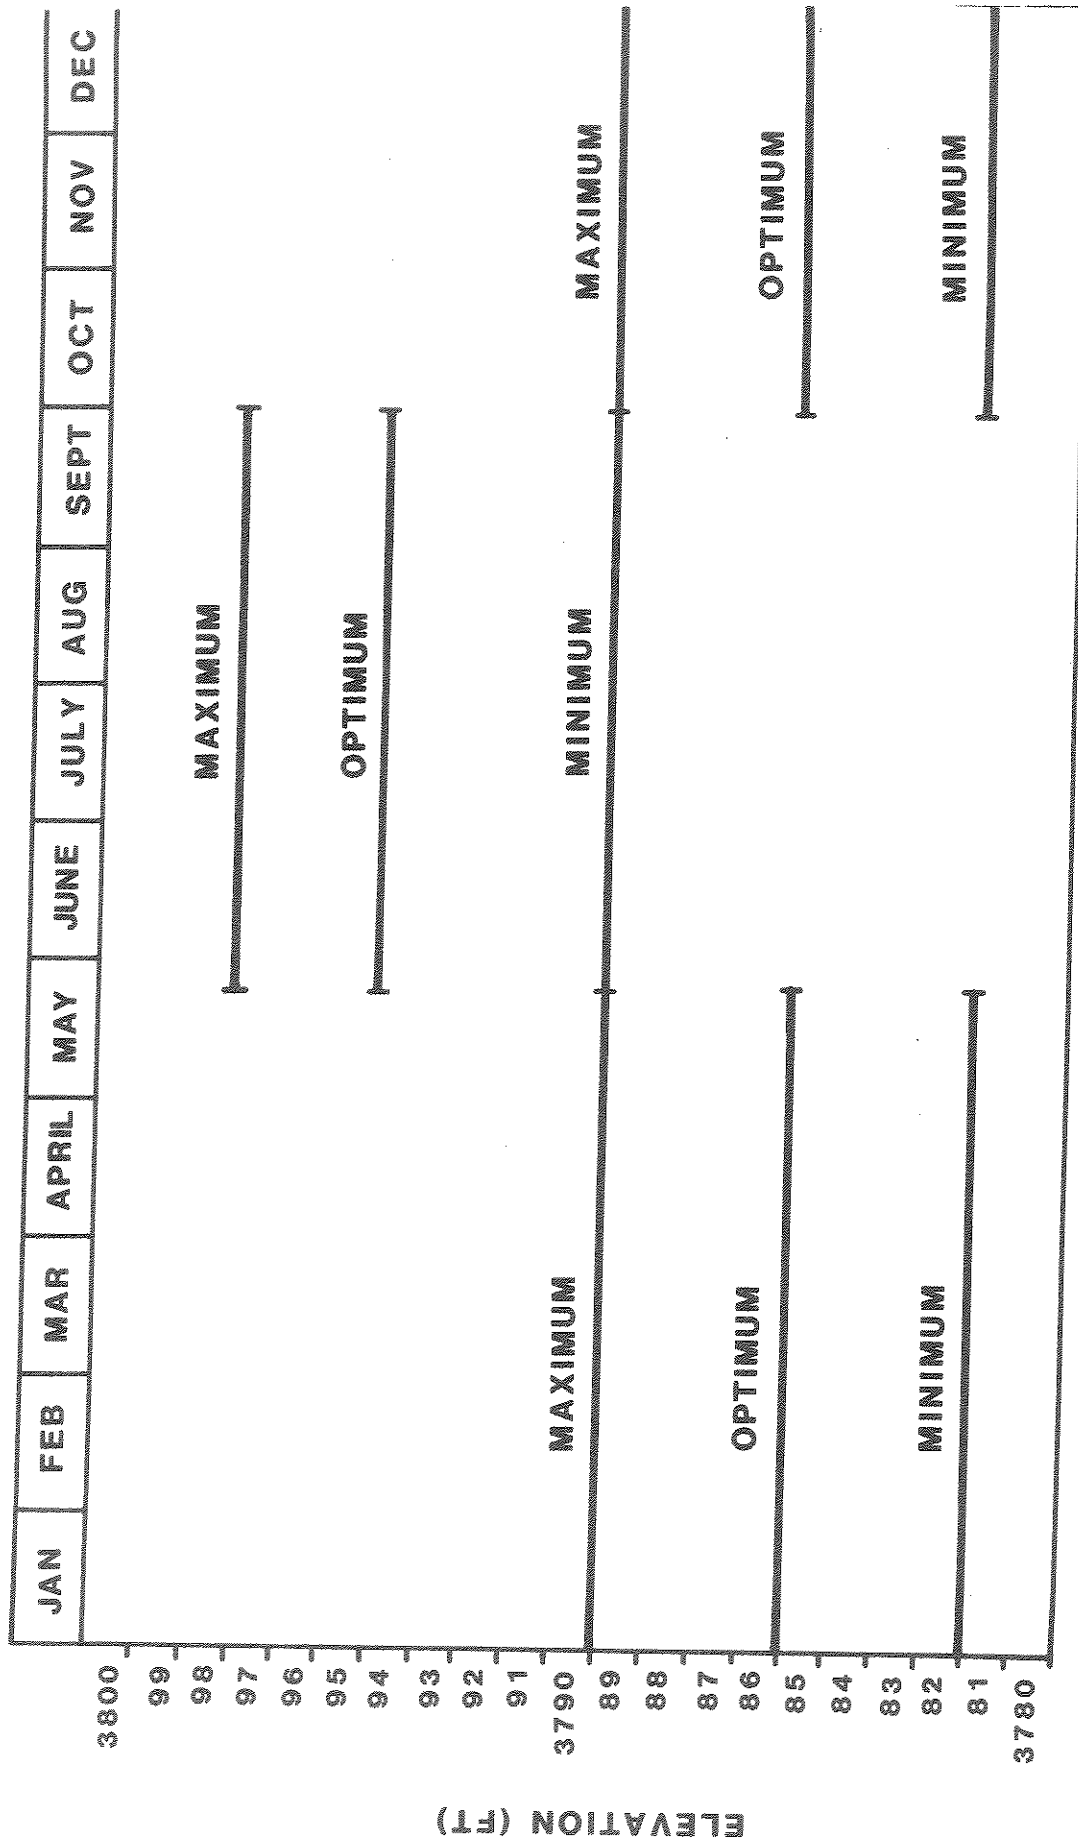 JAN FEB MAR APRIL MAY JUNE JULY AUG SEPT OCT NOV DEC
3800
99
98
97
96
95
94
93
92
91
3790
89
88
87
86
85
84
83
82
81
3780
ELEVATION (FT)
MAXIMUM
OPTIMUM
MINIMUM
MAXIMUM
OPTIMUM
MINIMUM
MAXIMUM
OPTIMUM
MINIMUM